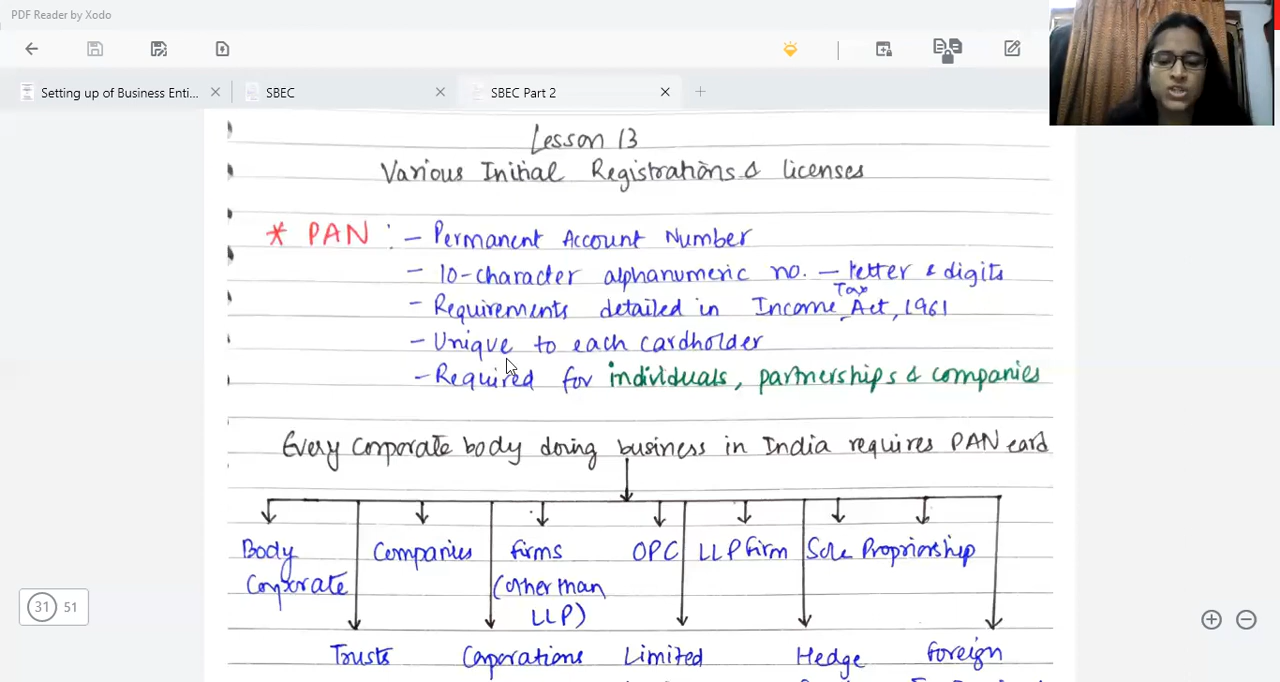 PDF Reader by Xodo
Setting up of Business Enti...
SBEC
SBEC Part 2
Lesson 13
Various Initial Registrations & licenses
* PAN : - Permanent Account Number
- 10-character alphanumeric no. - letter & digits
- Requirements detailed in Income Tax Act, 1961
- Unique to each cardholder
- Required for individuals, partnerships & companies
Every Corporate body doing business in India requires PAN card
Body Corporate
Companies
firms (other than LLP)
OPC
LLP firm
Sole Propriorship
Trusts
Corporations
Limited
Hedge
Foreign
31 51